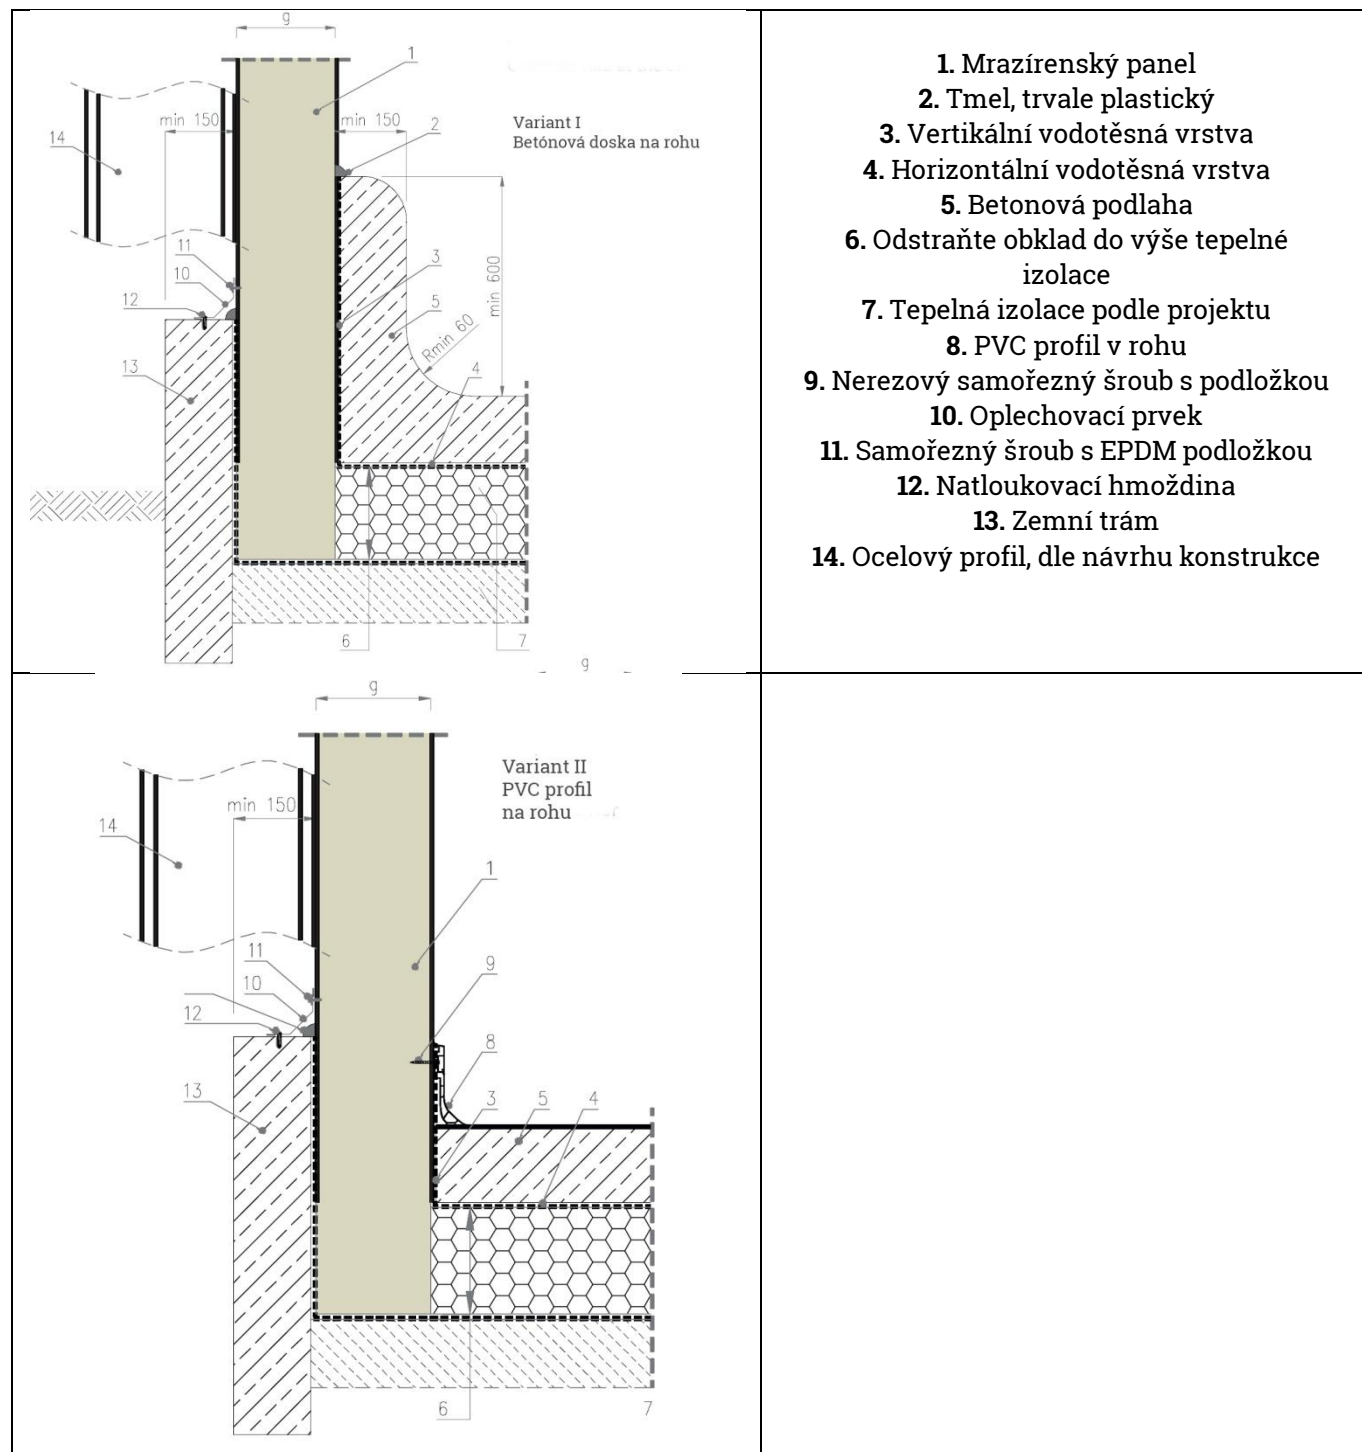 g
1
min 150
min 150
2
14
Variant I
Betónová doska na rohu
11
3
10
12
5
min 600
Rmin 60
4
13
6
7
g
1. Mrazírenský panel
2. Tmel, trvale plastický
3. Vertikální vodotěsná vrstva
4. Horizontální vodotěsná vrstva
5. Betonová podlaha
6. Odstraňte obklad do výše tepelné
izolace
7. Tepelná izolace podle projektu
8. PVC profil v rohu
9. Nerezový samořezný šroub s podložkou
10. Oplechovací prvek
11. Samořezný šroub s EPDM podložkou
12. Natloukovací hmoždina
13. Zemní trám
14. Ocelový profil, dle návrhu konstrukce
g
Variant II
PVC profil
na rohu
min 150
14
1
11
9
10
12
8
13
3
5
4
6
7